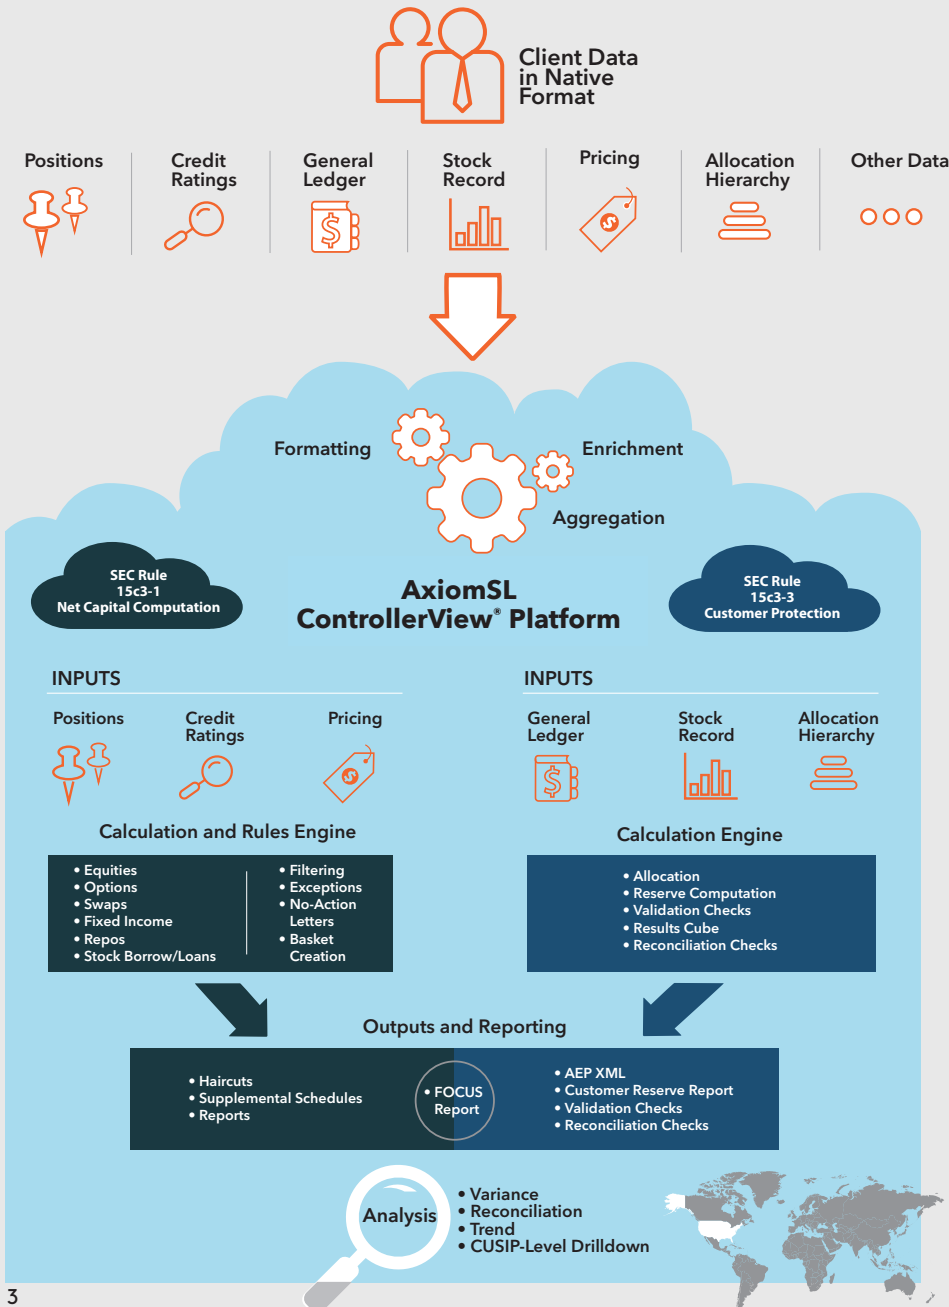 Client Data
in Native
Format
Positions
Credit
Ratings
General
Ledger
Stock
Record
Pricing
Allocation
Hierarchy
Other Data
$
Formatting
Enrichment
Aggregation
SEC Rule
15c3-1
Net Capital Computation
AxiomSL
ControllerView® Platform
SEC Rule
15c3-3
Customer Protection
INPUTS
Positions
Credit
Ratings
Pricing
INPUTS
General
Ledger
Stock
Record
Allocation
Hierarchy
$
Calculation and Rules Engine
• Equities
• Options
• Swaps
• Fixed Income
• Repos
• Stock Borrow/Loans
• Filtering
• Exceptions
• No-Action
Letters
• Basket
Creation
Calculation Engine
• Allocation
• Reserve Computation
• Validation Checks
• Results Cube
• Reconciliation Checks
Outputs and Reporting
• Haircuts
• Supplemental Schedules
• Reports
• FOCUS
Report
• AEP XML
• Customer Reserve Report
• Validation Checks
• Reconciliation Checks
Analysis
• Variance
• Reconciliation
• Trend
• CUSIP-Level Drilldown
3